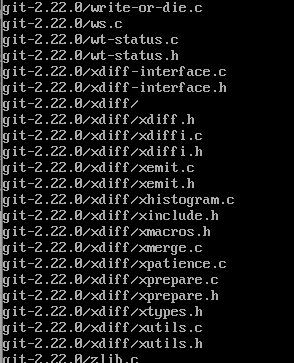 git-2.22.0/write-or-die.c
git-2.22.0/ws.c
git-2.22.0/wt-status.c
git-2.22.0/wt-status.h
git-2.22.0/xdiff-interface.c
git-2.22.0/xdiff-interface.h
git-2.22.0/xdiff/
git-2.22.0/xdiff/xdiff.h
git-2.22.0/xdiff/xdiffi.c
git-2.22.0/xdiff/xdiffi.h
git-2.22.0/xdiff/xemit.c
git-2.22.0/xdiff/xemit.h
git-2.22.0/xdiff/xhistogram.c
git-2.22.0/xdiff/xinclude.h
git-2.22.0/xdiff/xmacros.h
git-2.22.0/xdiff/xmerge.c
git-2.22.0/xdiff/xpatience.c
git-2.22.0/xdiff/xprepare.c
git-2.22.0/xdiff/xprepare.h
git-2.22.0/xdiff/xtypes.h
git-2.22.0/xdiff/xutils.c
git-2.22.0/xdiff/xutils.h
git-2.22.0/zlib.c